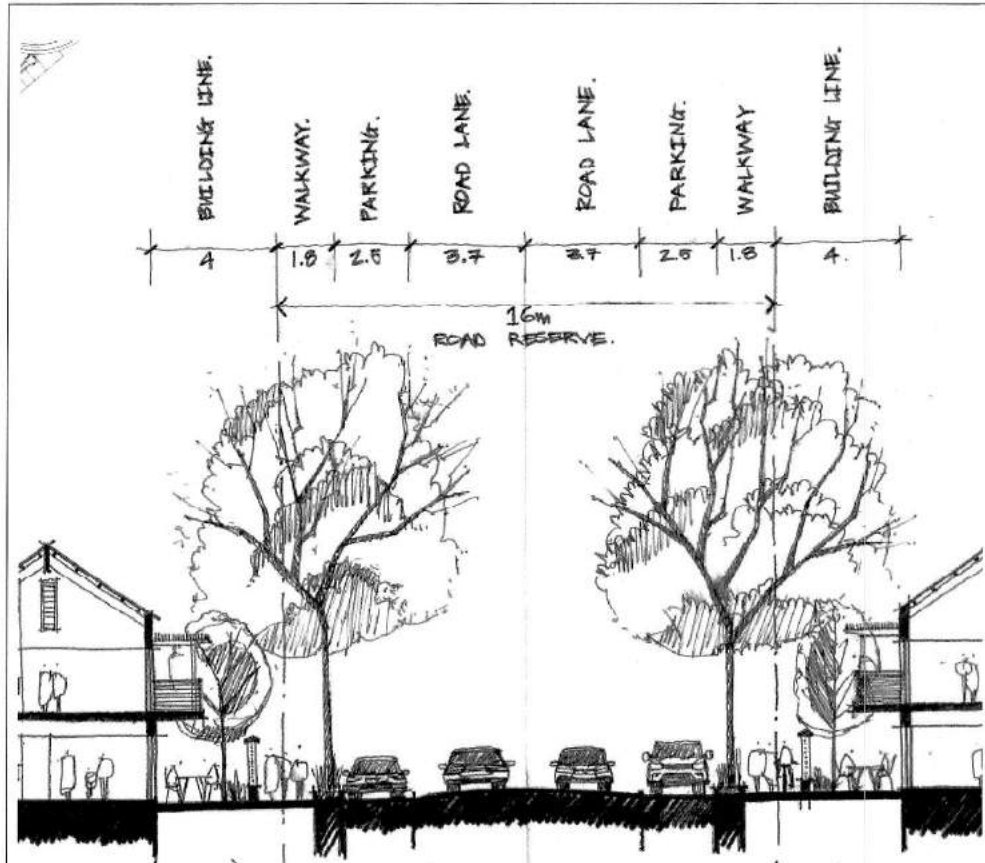 BUILDING LINE.
WALKWAY.
PARKING.
ROAD LANE.
ROAD LANE.
PARKING.
WALKWAY
BUILDING LINE.
4 1.8 2.5 3.7 3.7 2.5 1.8 4.
16m
ROAD RESERVE.